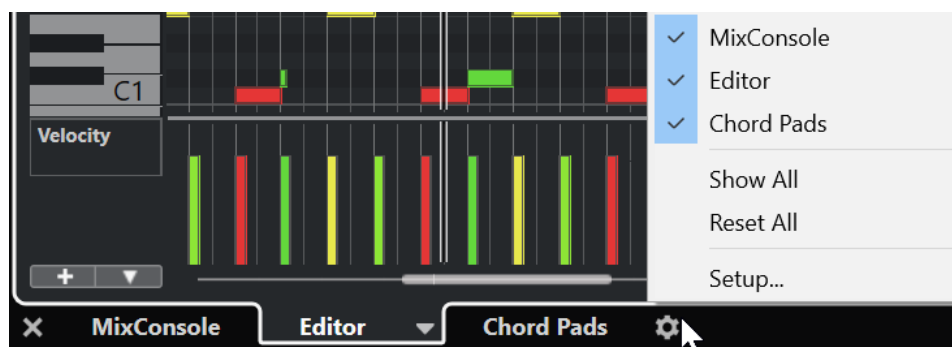 C1
Velocity
MixConsole
Editor
Chord Pads
Show All
Reset All
Setup...
MixConsole Editor Chord Pads